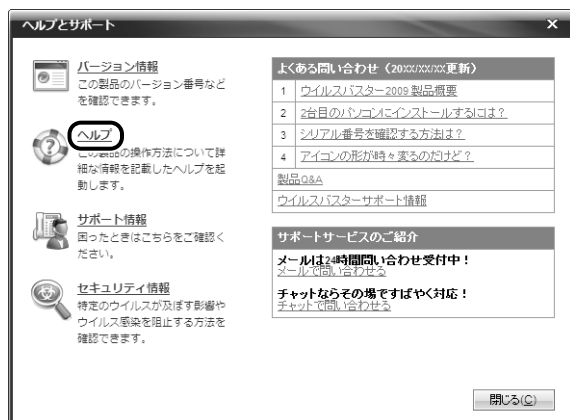 ヘルプとサポート
バージョン情報
この製品のバージョン番号など
を確認できます。
ヘルプ
この製品の操作方法について詳
細な情報を記載したヘルプを起
動します。
サポート情報
困ったときはこちらをご確認く
ださい。
セキュリティ情報
特定のウイルスが及ぼす影響や
ウイルス感染を阻止する方法を
確認できます。
よくある問い合わせ（20XX/XX/XX更新）
1 ウイルスバスター2009 製品概要
2 2台目のパソコンにインストールするには？
3 シリアル番号を確認する方法は？
4 アイコンの形が時々変るのだけど？
製品Q&A
ウイルスバスターサポート情報
サポートサービスのご紹介
メールは24時間問い合わせ受付中！
メールで問い合わせる
チャットならその場ですばやく対応！
チャットで問い合わせる
閉じる(C)